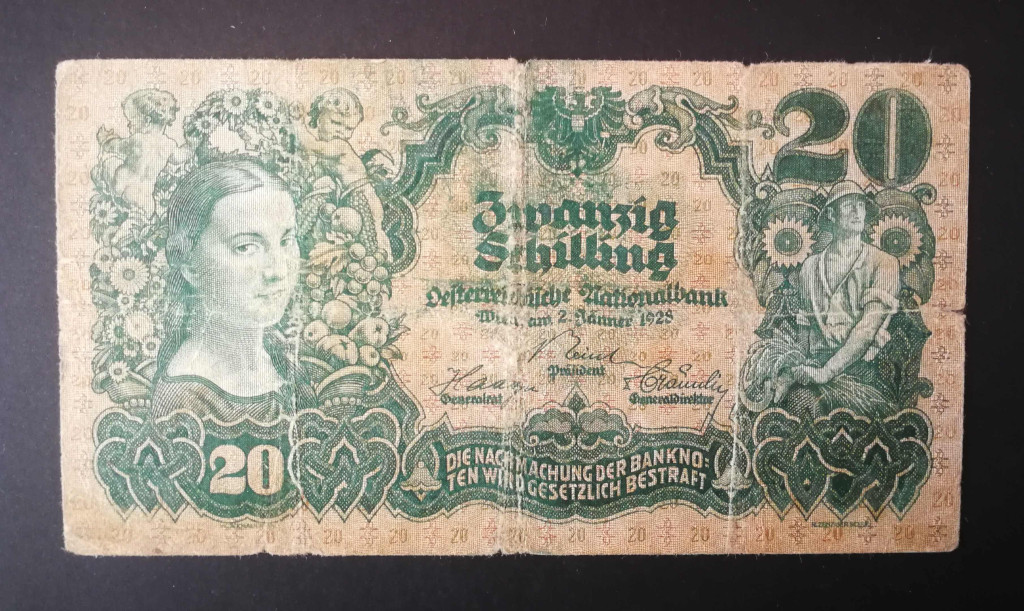 20
Zwanzig
Schilling
Oesterreichische Nationalbank
Wien, am 2. Jänner 1928
Präsident
Generalrat
Generaldirektor
20
DIE NACHMACHUNG DER BANKNO-
TEN WIRD GESETZLICH BESTRAFT